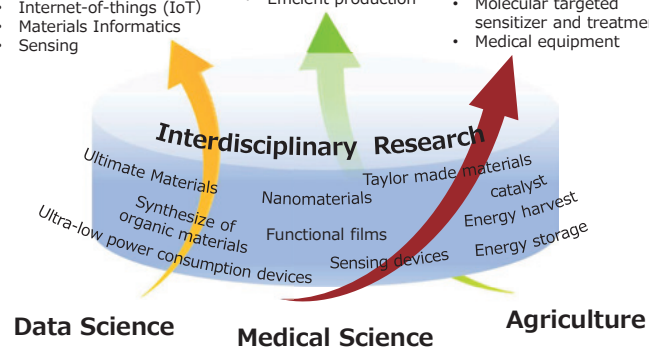 • Internet-of-things (IoT)
• Materials Informatics
• Sensing
Efficient production
• Molecular targeted
sensitizer and treatme
• Medical equipment
Interdisciplinary Research
Ultimate Materials
Synthesize of
organic materials
Ultra-low power consumption devices
Nanomaterials
Functional films
Sensing devices
Taylor made materials
catalyst
Energy harvest
Energy storage
Data Science
Medical Science
Agriculture